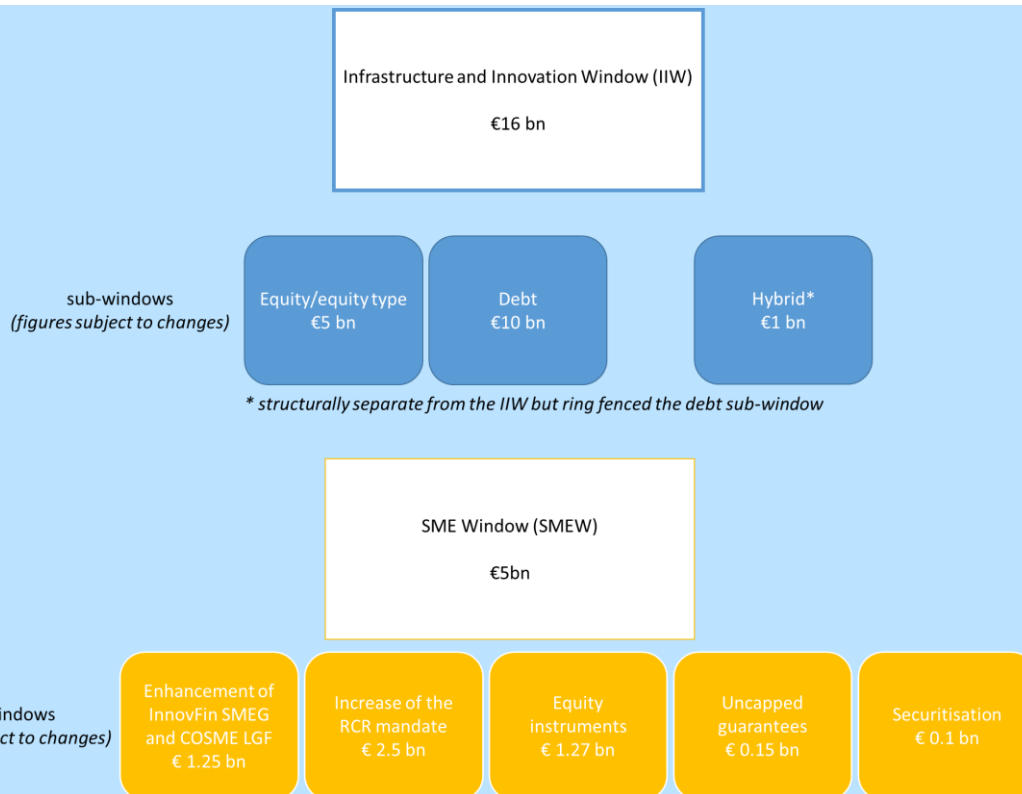 Infrastructure and Innovation Window (IIW)
€16 bn
sub-windows
(figures subject to changes)
Equity/equity type
€5 bn
Debt
€10 bn
Hybrid*
€1 bn
* structurally separate from the IIW but ring fenced the debt sub-window
SME Window (SMEW)
€5bn
indows
ct to changes)
Enhancement of
InnovFin SMEG
and COSME LGF
€ 1.25 bn
Increase of the
RCR mandate
€ 2.5 bn
Equity
instruments
€ 1.27 bn
Uncapped
guarantees
€ 0.15 bn
Securitisation
€ 0.1 bn